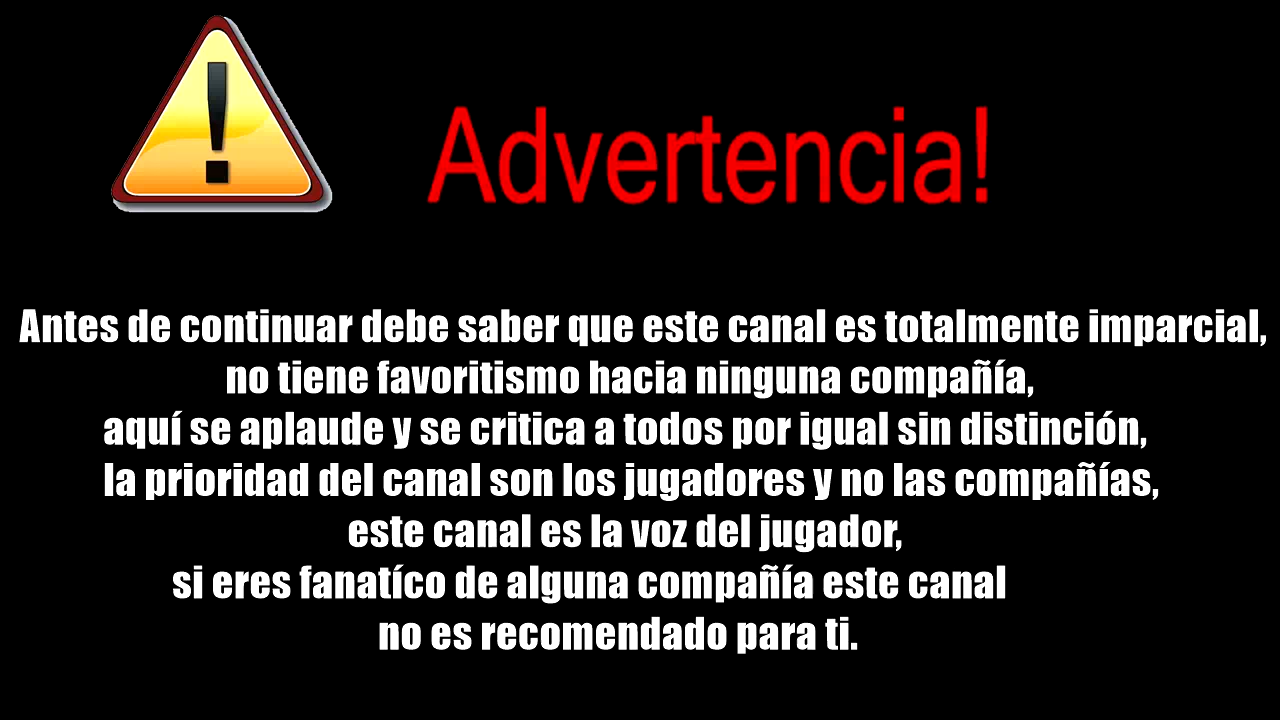 Advertencia!
Antes de continuar debe saber que este canal es totalmente imparcial,
no tiene favoritismo hacia ninguna compañía,
aquí se aplaude y se critica a todos por igual sin distinción,
la prioridad del canal son los jugadores y no las compañías,
este canal es la voz del jugador,
si eres fanatíco de alguna compañía este canal
no es recomendado para ti.